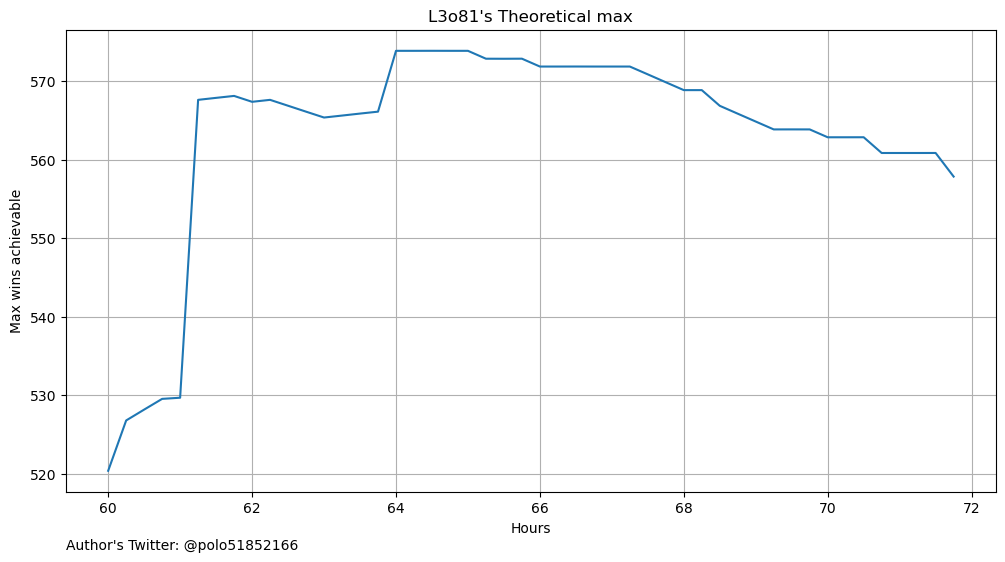 L3o81's Theoretical max
Max wins achievable
570
560
550
540
530
520
60 62 64 66 68 70 72
Hours
Author's Twitter: @polo51852166